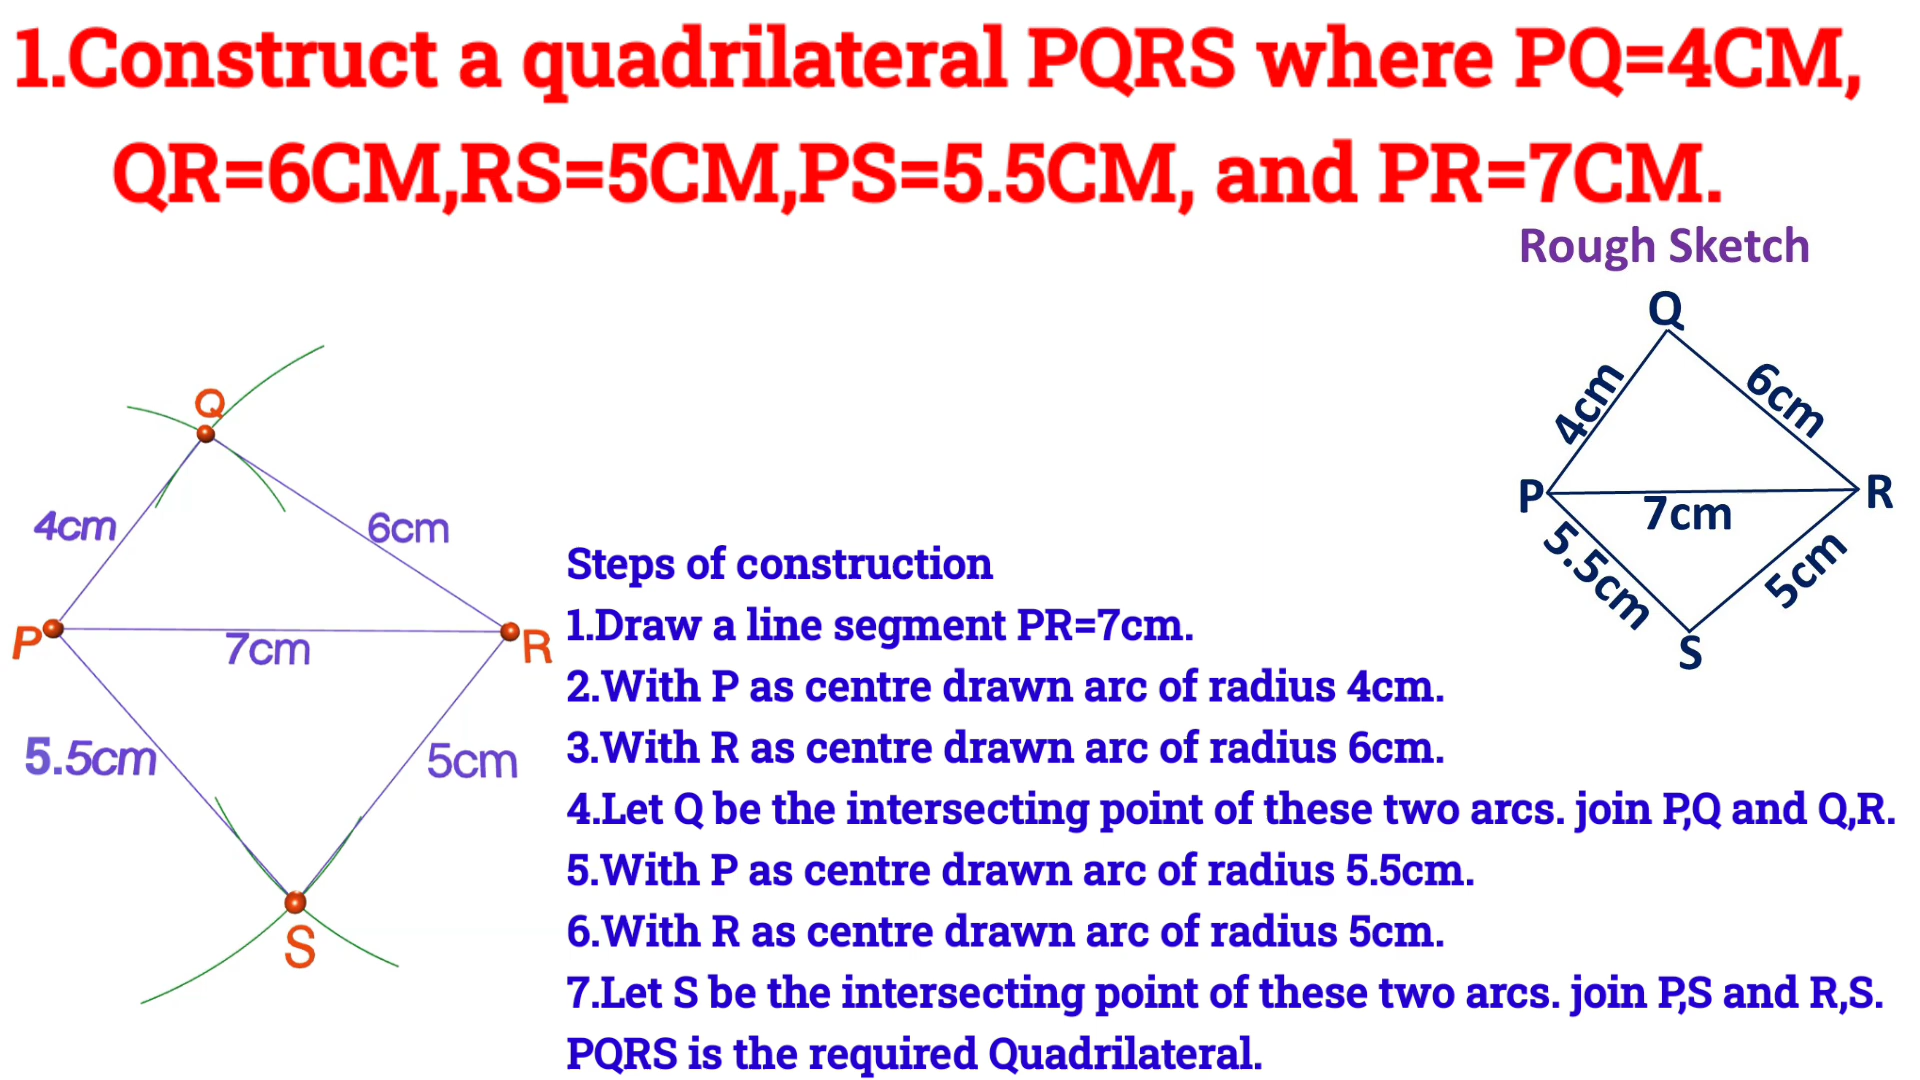 1.Construct a quadrilateral PQRS where PQ=4CM,
QR=6CM,RS=5CM,PS=5.5CM, and PR=7CM.
Rough Sketch
Q
4cm
6cm
P
7cm
R
5.5cm
5cm
S
Q
4cm
6cm
P
7cm
R
5.5cm
5cm
S
Steps of construction
1.Draw a line segment PR=7cm.
2.With P as centre drawn arc of radius 4cm.
3.With R as centre drawn arc of radius 6cm.
4.Let Q be the intersecting point of these two arcs. join P,Q and Q,R.
5.With P as centre drawn arc of radius 5.5cm.
6.With R as centre drawn arc of radius 5cm.
7.Let S be the intersecting point of these two arcs. join P,S and R,S.
PQRS is the required Quadrilateral.